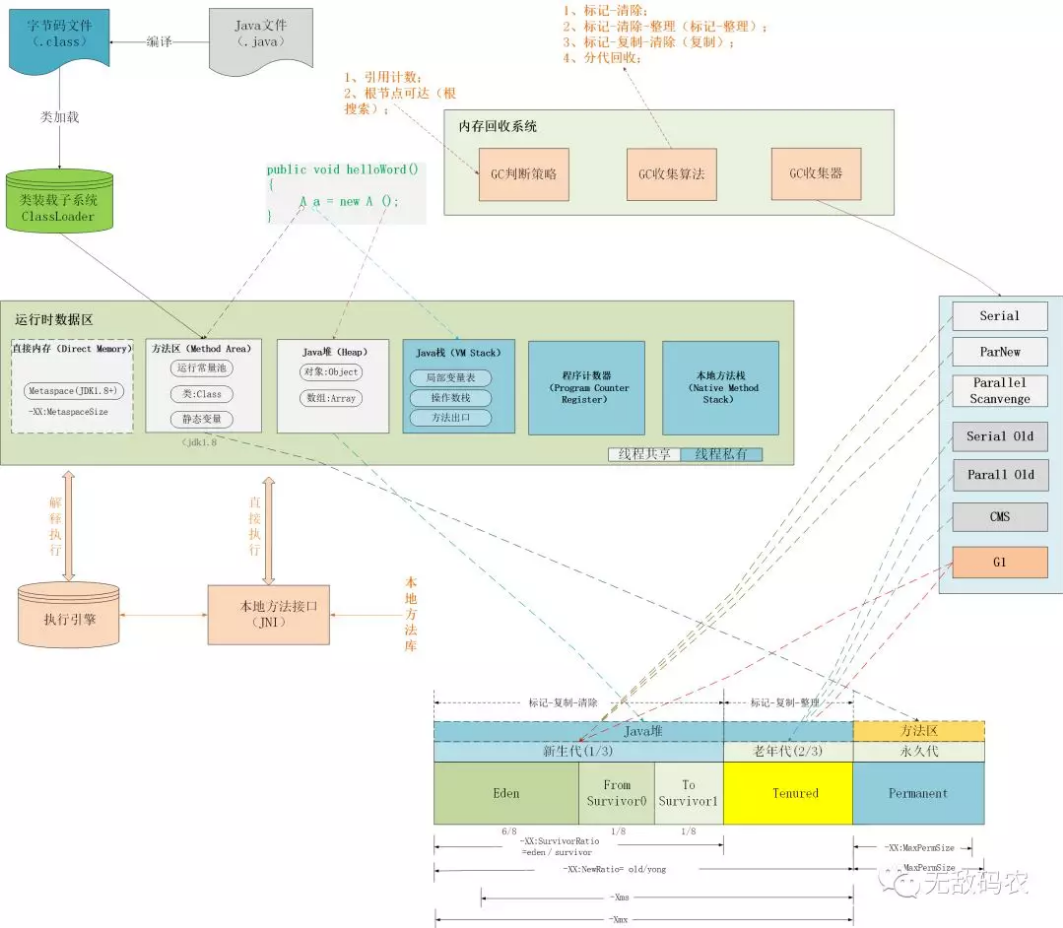 字节码文件
(.class)
编译
Java文件
(.java)
类加载
类装载子系统
ClassLoader
1、引用计数;
2、根节点可达（根
搜索）;
1、标记-清除;
2、标记-清除-整理（标记-整理）;
3、标记-复制-清除（复制）;
4、分代回收;
内存回收系统
GC判断策略
GC收集算法
GC收集器
public void helloWord()
{
A a = new A ();
}
运行时数据区
直接内存（Direct Memory）
Metaspace(JDK1.8+)
-XX:MetaspaceSize
方法区（Method Area）
运行常量池
类:Class
静态变量
<jdk1.8
Java堆（Heap）
对象:Object
数组:Array
Java栈（VM Stack）
局部变量表
操作数栈
方法出口
程序计数器
(Program Counter
Register)
本地方法栈
(Native Method
Stack)
线程共享
线程私有
Serial
ParNew
Parallel
Scanvenge
Serial Old
Parall Old
CMS
G1
解释执行
直接执行
执行引擎
本地方法接口
（JNI）
本地方法库
标记-复制-清除
标记-复制-整理
Java堆
方法区
新生代(1/3)
老年代(2/3)
永久代
Eden
From
Survivor0
To
Survivor1
Tenured
Permanent
6/8
1/8
1/8
-XX:SurvivorRatio
=eden/survivor
-XX:MaxPermSize
-XX:NewRatio= old/yong
MaxPermSize
-Xms
-Xmx
无敌码农